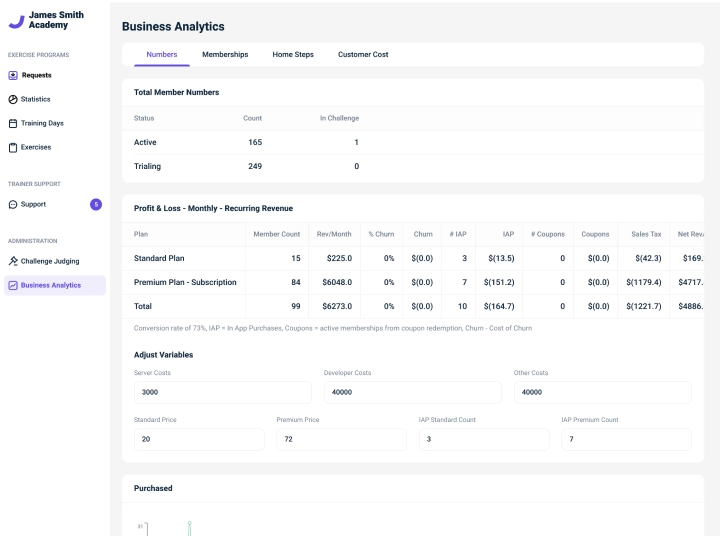 James Smith
Academy
EXERCISE PROGRAMS
Requests
Statistics
Training Days
Exercises
TRAINER SUPPORT
Support 5
ADMINISTRATION
Challenge Judging
Business Analytics
Business Analytics
Numbers Memberships Home Steps Customer Cost
Total Member Numbers
Status Count In Challenge
Active 165 1
Trialing 249 0
Profit & Loss - Monthly - Recurring Revenue
Plan Member Count Rev/Month % Churn Churn # IAP IAP # Coupons Coupons Sales Tax Net Rev/
Standard Plan 15 $225.0 0% $(0.0) 3 $(13.5) 0 $(0.0) $(42.3) $169.
Premium Plan - Subscription 84 $6048.0 0% $(0.0) 7 $(151.2) 0 $(0.0) $(1179.4) $4717.
Total 99 $6273.0 0% $(0.0) 10 $(164.7) 0 $(0.0) $(1221.7) $4886.
Conversion rate of 73%, IAP = In App Purchases, Coupons = active memberships from coupon redemption, Churn - Cost of Churn
Adjust Variables
Server Costs Developer Costs Other Costs
3000 40000 40000
Standard Price Premium Price IAP Standard Count IAP Premium Count
20 72 3 7
Purchased
31